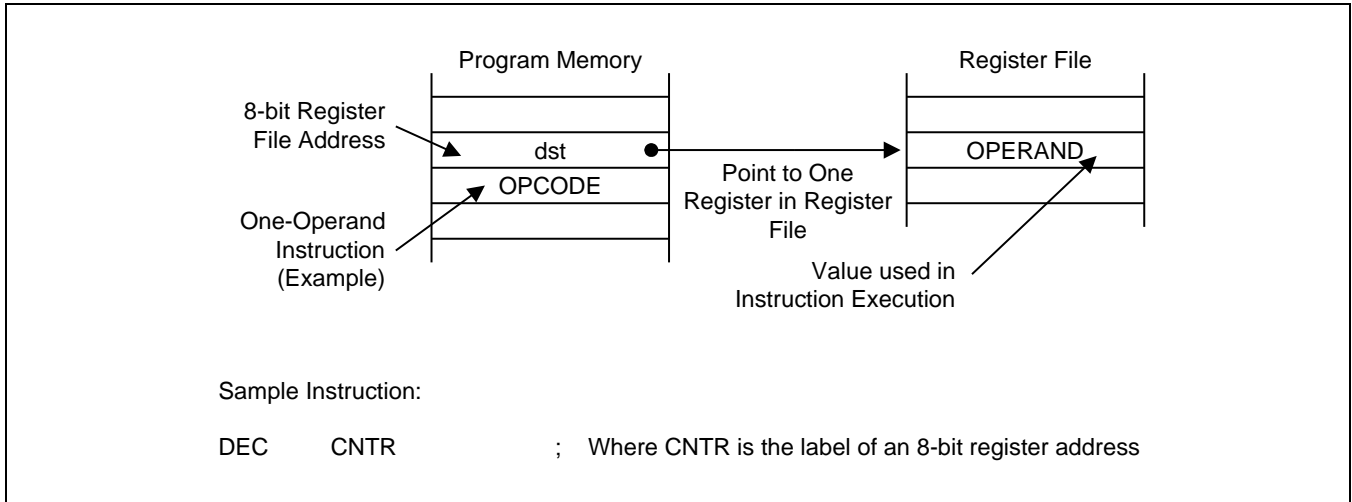 Program Memory
Register File
8-bit Register
File Address
dst
OPERAND
OPCODE
Point to One
Register in Register
File
One-Operand
Instruction
(Example)
Value used in
Instruction Execution
Sample Instruction:
DEC CNTR ; Where CNTR is the label of an 8-bit register address